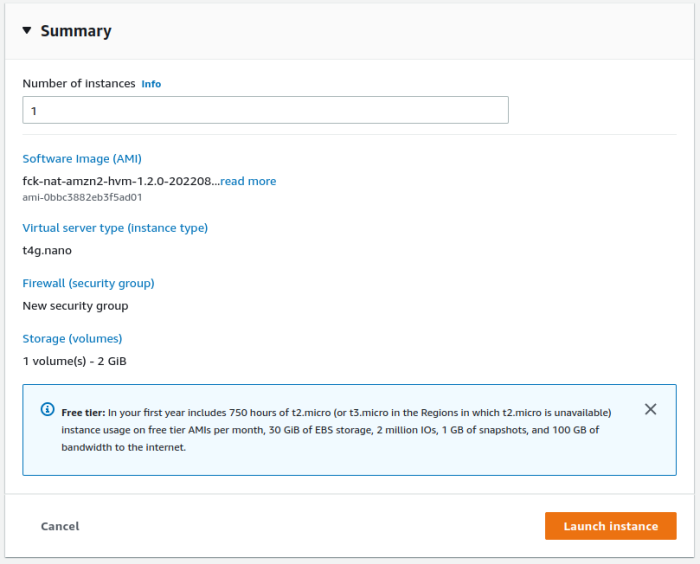 Summary
Number of instances Info
1
Software Image (AMI)
fck-nat-amzn2-hvm-1.2.0-202208...read more
ami-0bbc3882eb3f5ad01
Virtual server type (instance type)
t4g.nano
Firewall (security group)
New security group
Storage (volumes)
1 volume(s) - 2 GiB
Free tier: In your first year includes 750 hours of t2.micro (or t3.micro in the Regions in which t2.micro is unavailable)
instance usage on free tier AMIs per month, 30 GiB of EBS storage, 2 million IOs, 1 GB of snapshots, and 100 GB of
bandwidth to the internet.
Cancel
Launch instance